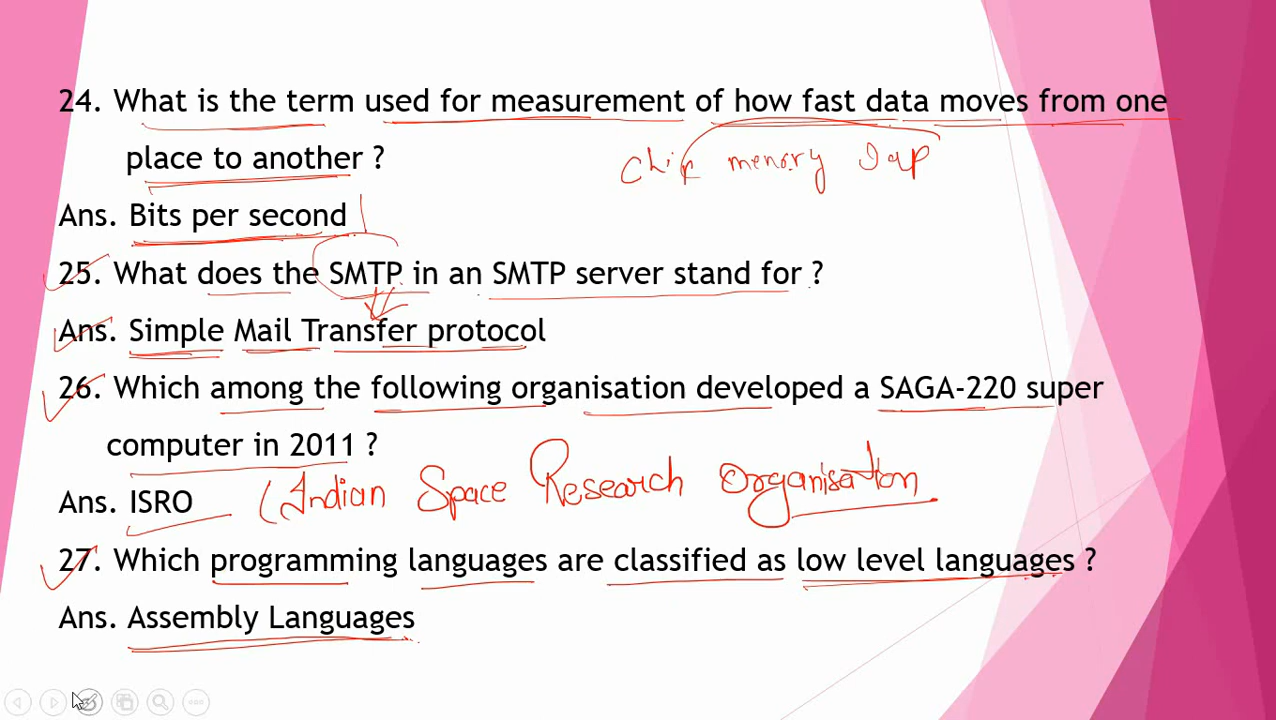 24. What is the term used for measurement of how fast data moves from one
place to another ?
menory
Ans. Bits per second
25. What does the SMTP in an SMTP server stand for ?
Ans. Simple Mail Transfer protocol
26. Which among the following organisation developed a SAGA-220 super
computer in 2011 ?
Ans. ISRO (Indian Space Research Organisation
27. Which programming languages are classified as low level languages ?
Ans. Assembly Languages